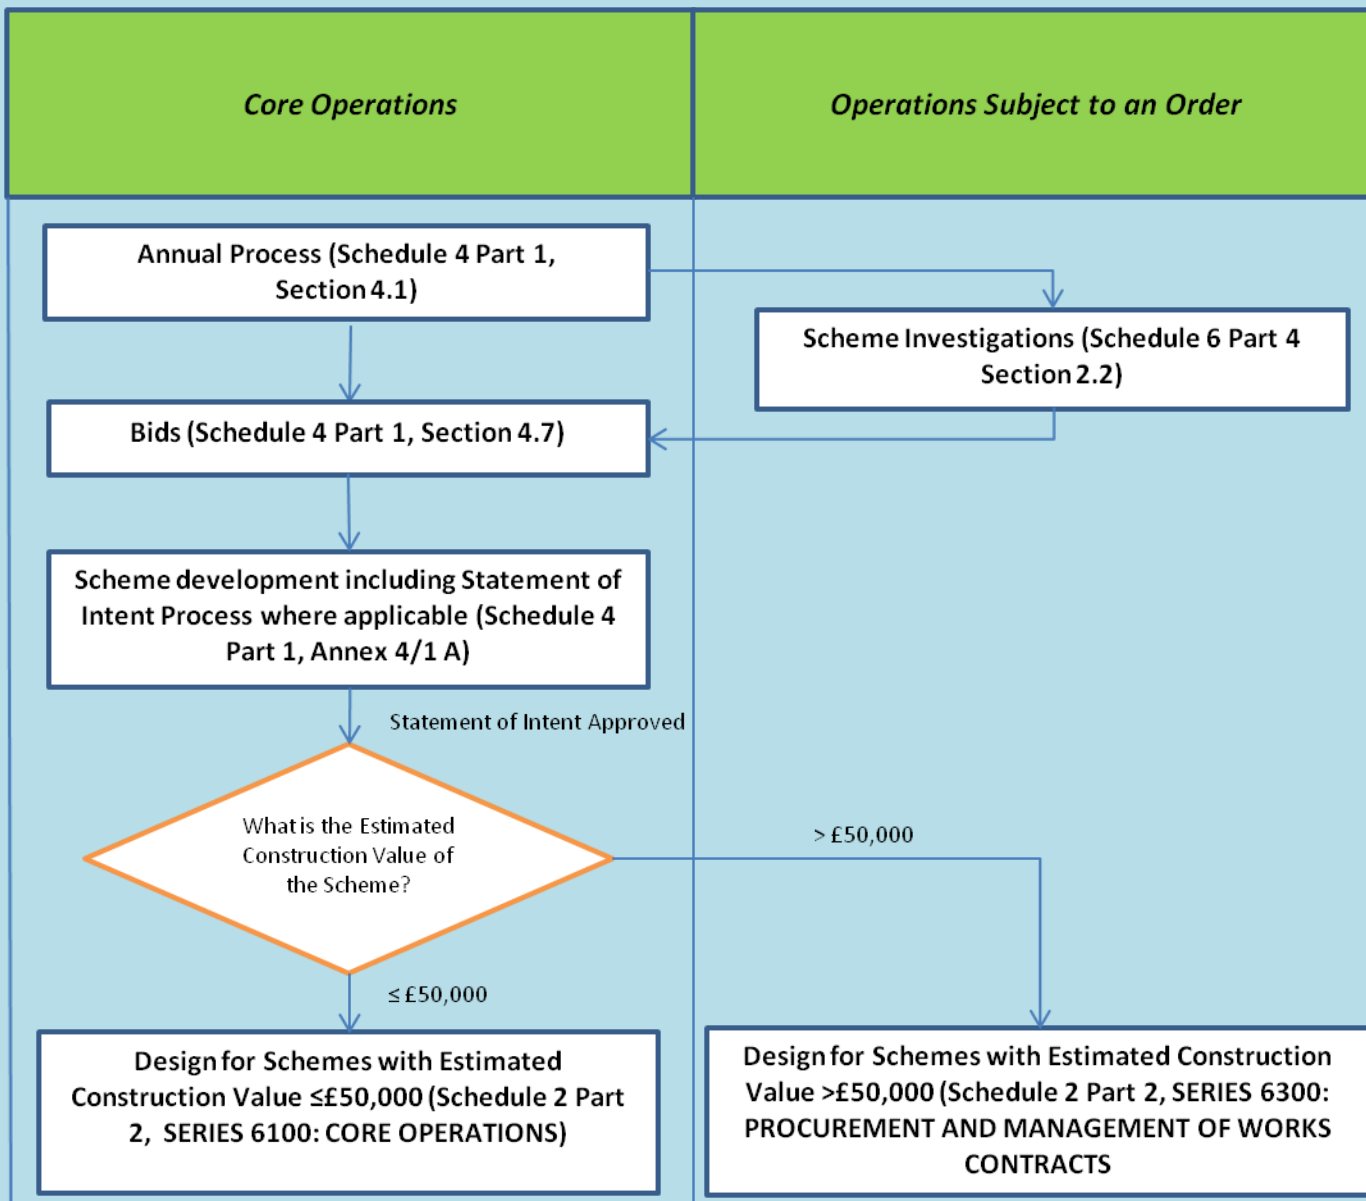 Core Operations
Operations Subject to an Order
Annual Process (Schedule 4 Part 1,
Section 4.1)
Scheme Investigations (Schedule 6 Part 4
Section 2.2)
Bids (Schedule 4 Part 1, Section 4.7)
Scheme development including Statement of
Intent Process where applicable (Schedule 4
Part 1, Annex 4/1 A)
Statement of Intent Approved
What is the Estimated
Construction Value of
the Scheme?
> £50,000
≤ £50,000
Design for Schemes with Estimated
Construction Value ≤£50,000 (Schedule 2 Part
2, SERIES 6100: CORE OPERATIONS)
Design for Schemes with Estimated Construction
Value >£50,000 (Schedule 2 Part 2, SERIES 6300:
PROCUREMENT AND MANAGEMENT OF WORKS
CONTRACTS